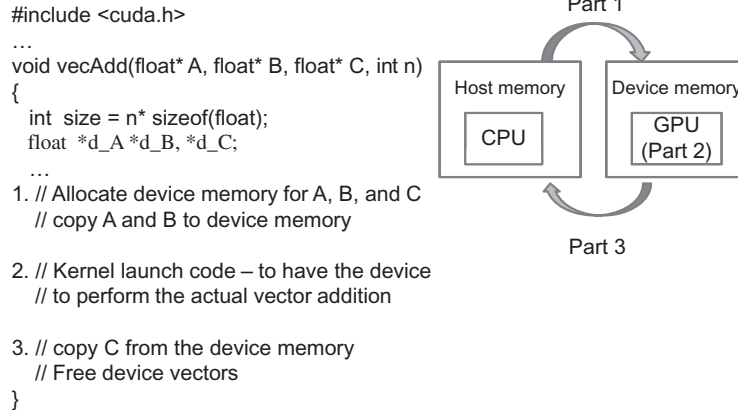 #include <cuda.h>
…
void vecAdd(float* A, float* B, float* C, int n)
{
int size = n* sizeof(float);
float *d_A *d_B, *d_C;
…
1. // Allocate device memory for A, B, and C
// copy A and B to device memory
2. // Kernel launch code – to have the device
// to perform the actual vector addition
3. // copy C from the device memory
// Free device vectors
}
Part 1
Host memory
CPU
Device memory
GPU
(Part 2)
Part 3